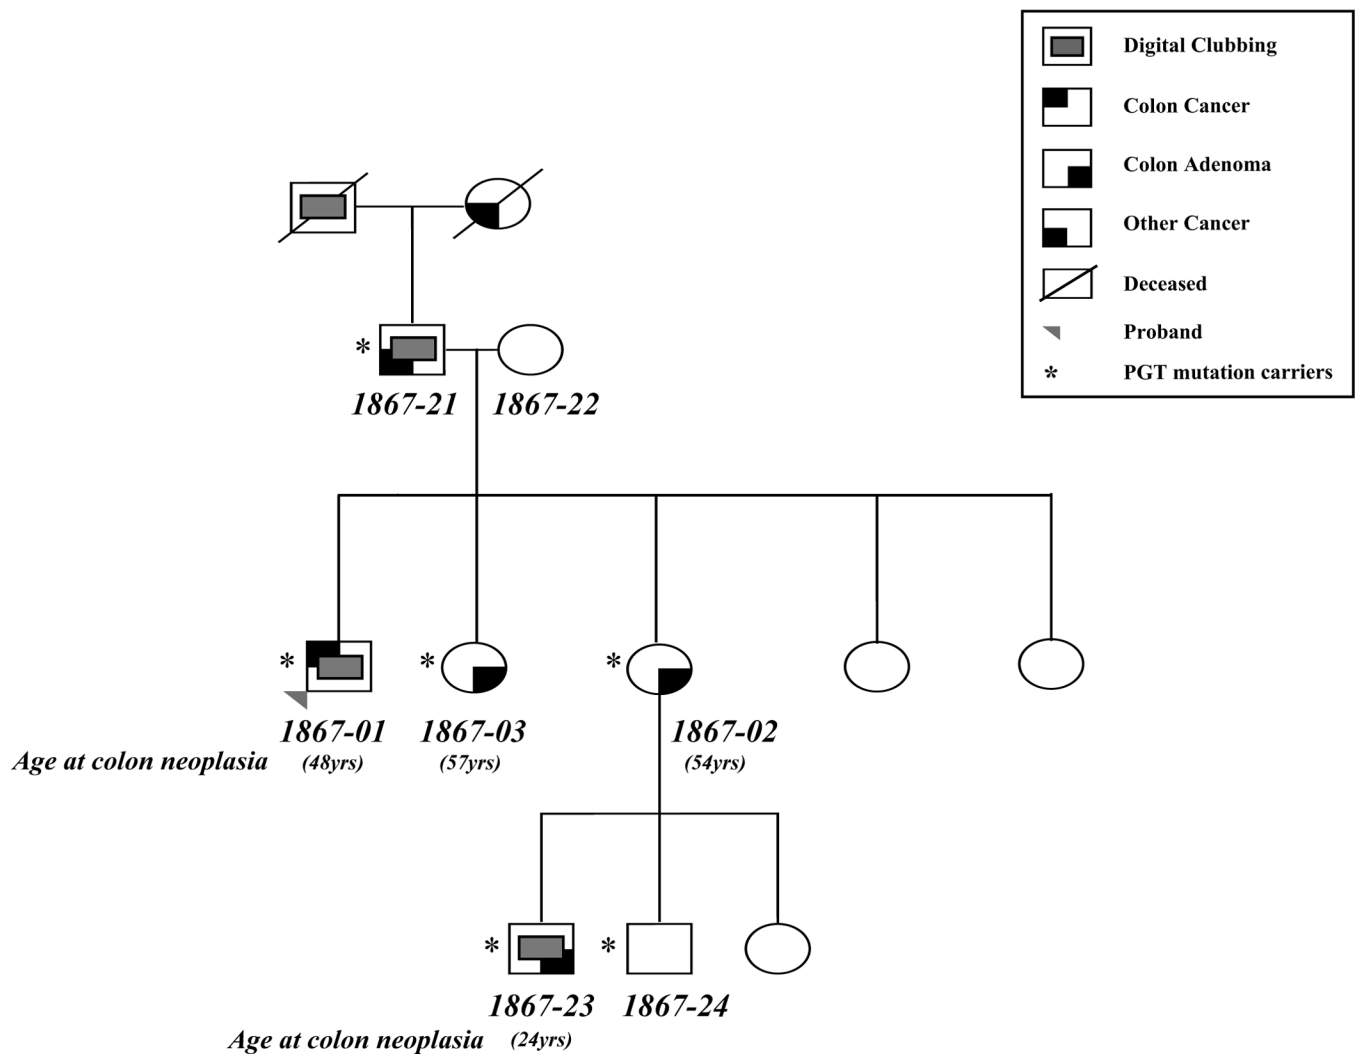 Digital Clubbing
Colon Cancer
Colon Adenoma
Other Cancer
Deceased
Proband
* PGT mutation carriers
*
1867-21 1867-22
* * *
1867-01 1867-03 1867-02
Age at colon neoplasia (48yrs) (57yrs) (54yrs)
* *
1867-23 1867-24
Age at colon neoplasia (24yrs)